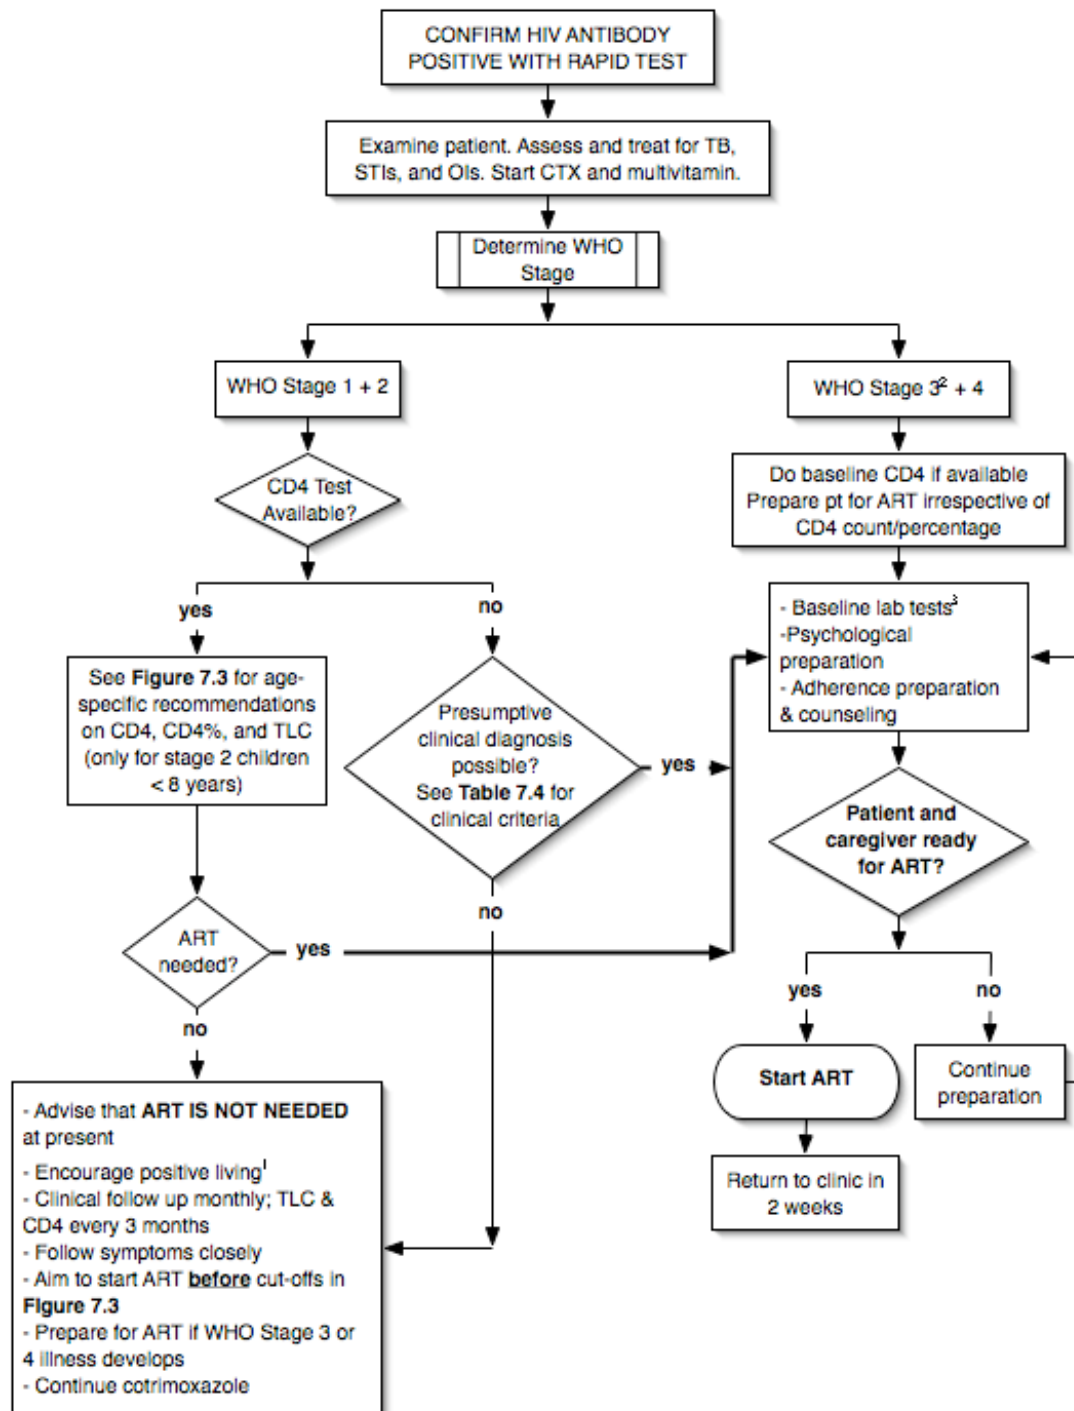 CONFIRM HIV ANTIBODY
POSITIVE WITH RAPID TEST
Examine patient. Assess and treat for TB,
STIs, and OIs. Start CTX and multivitamin.
Determine WHO
Stage
WHO Stage 1 + 2
WHO Stage 3² + 4
CD4 Test
Available?
Do baseline CD4 if available
Prepare pt for ART irrespective of
CD4 count/percentage
yes
no
See Figure 7.3 for age-
specific recommendations
on CD4, CD4%, and TLC
(only for stage 2 children
< 8 years)
Presumptive
clinical diagnosis
possible?
See Table 7.4 for
clinical criteria
yes
- Baseline lab tests³
-Psychological
preparation
- Adherence preparation
& counseling
Patient and
caregiver ready
for ART?
no
ART
needed?
yes
no
yes
no
Start ART
Continue
preparation
Return to clinic in
2 weeks
- Advise that ART IS NOT NEEDED
at present
- Encourage positive living¹
- Clinical follow up monthly; TLC &
CD4 every 3 months
- Follow symptoms closely
- Aim to start ART before cut-offs in
Figure 7.3
- Prepare for ART if WHO Stage 3 or
4 illness develops
- Continue cotrimoxazole